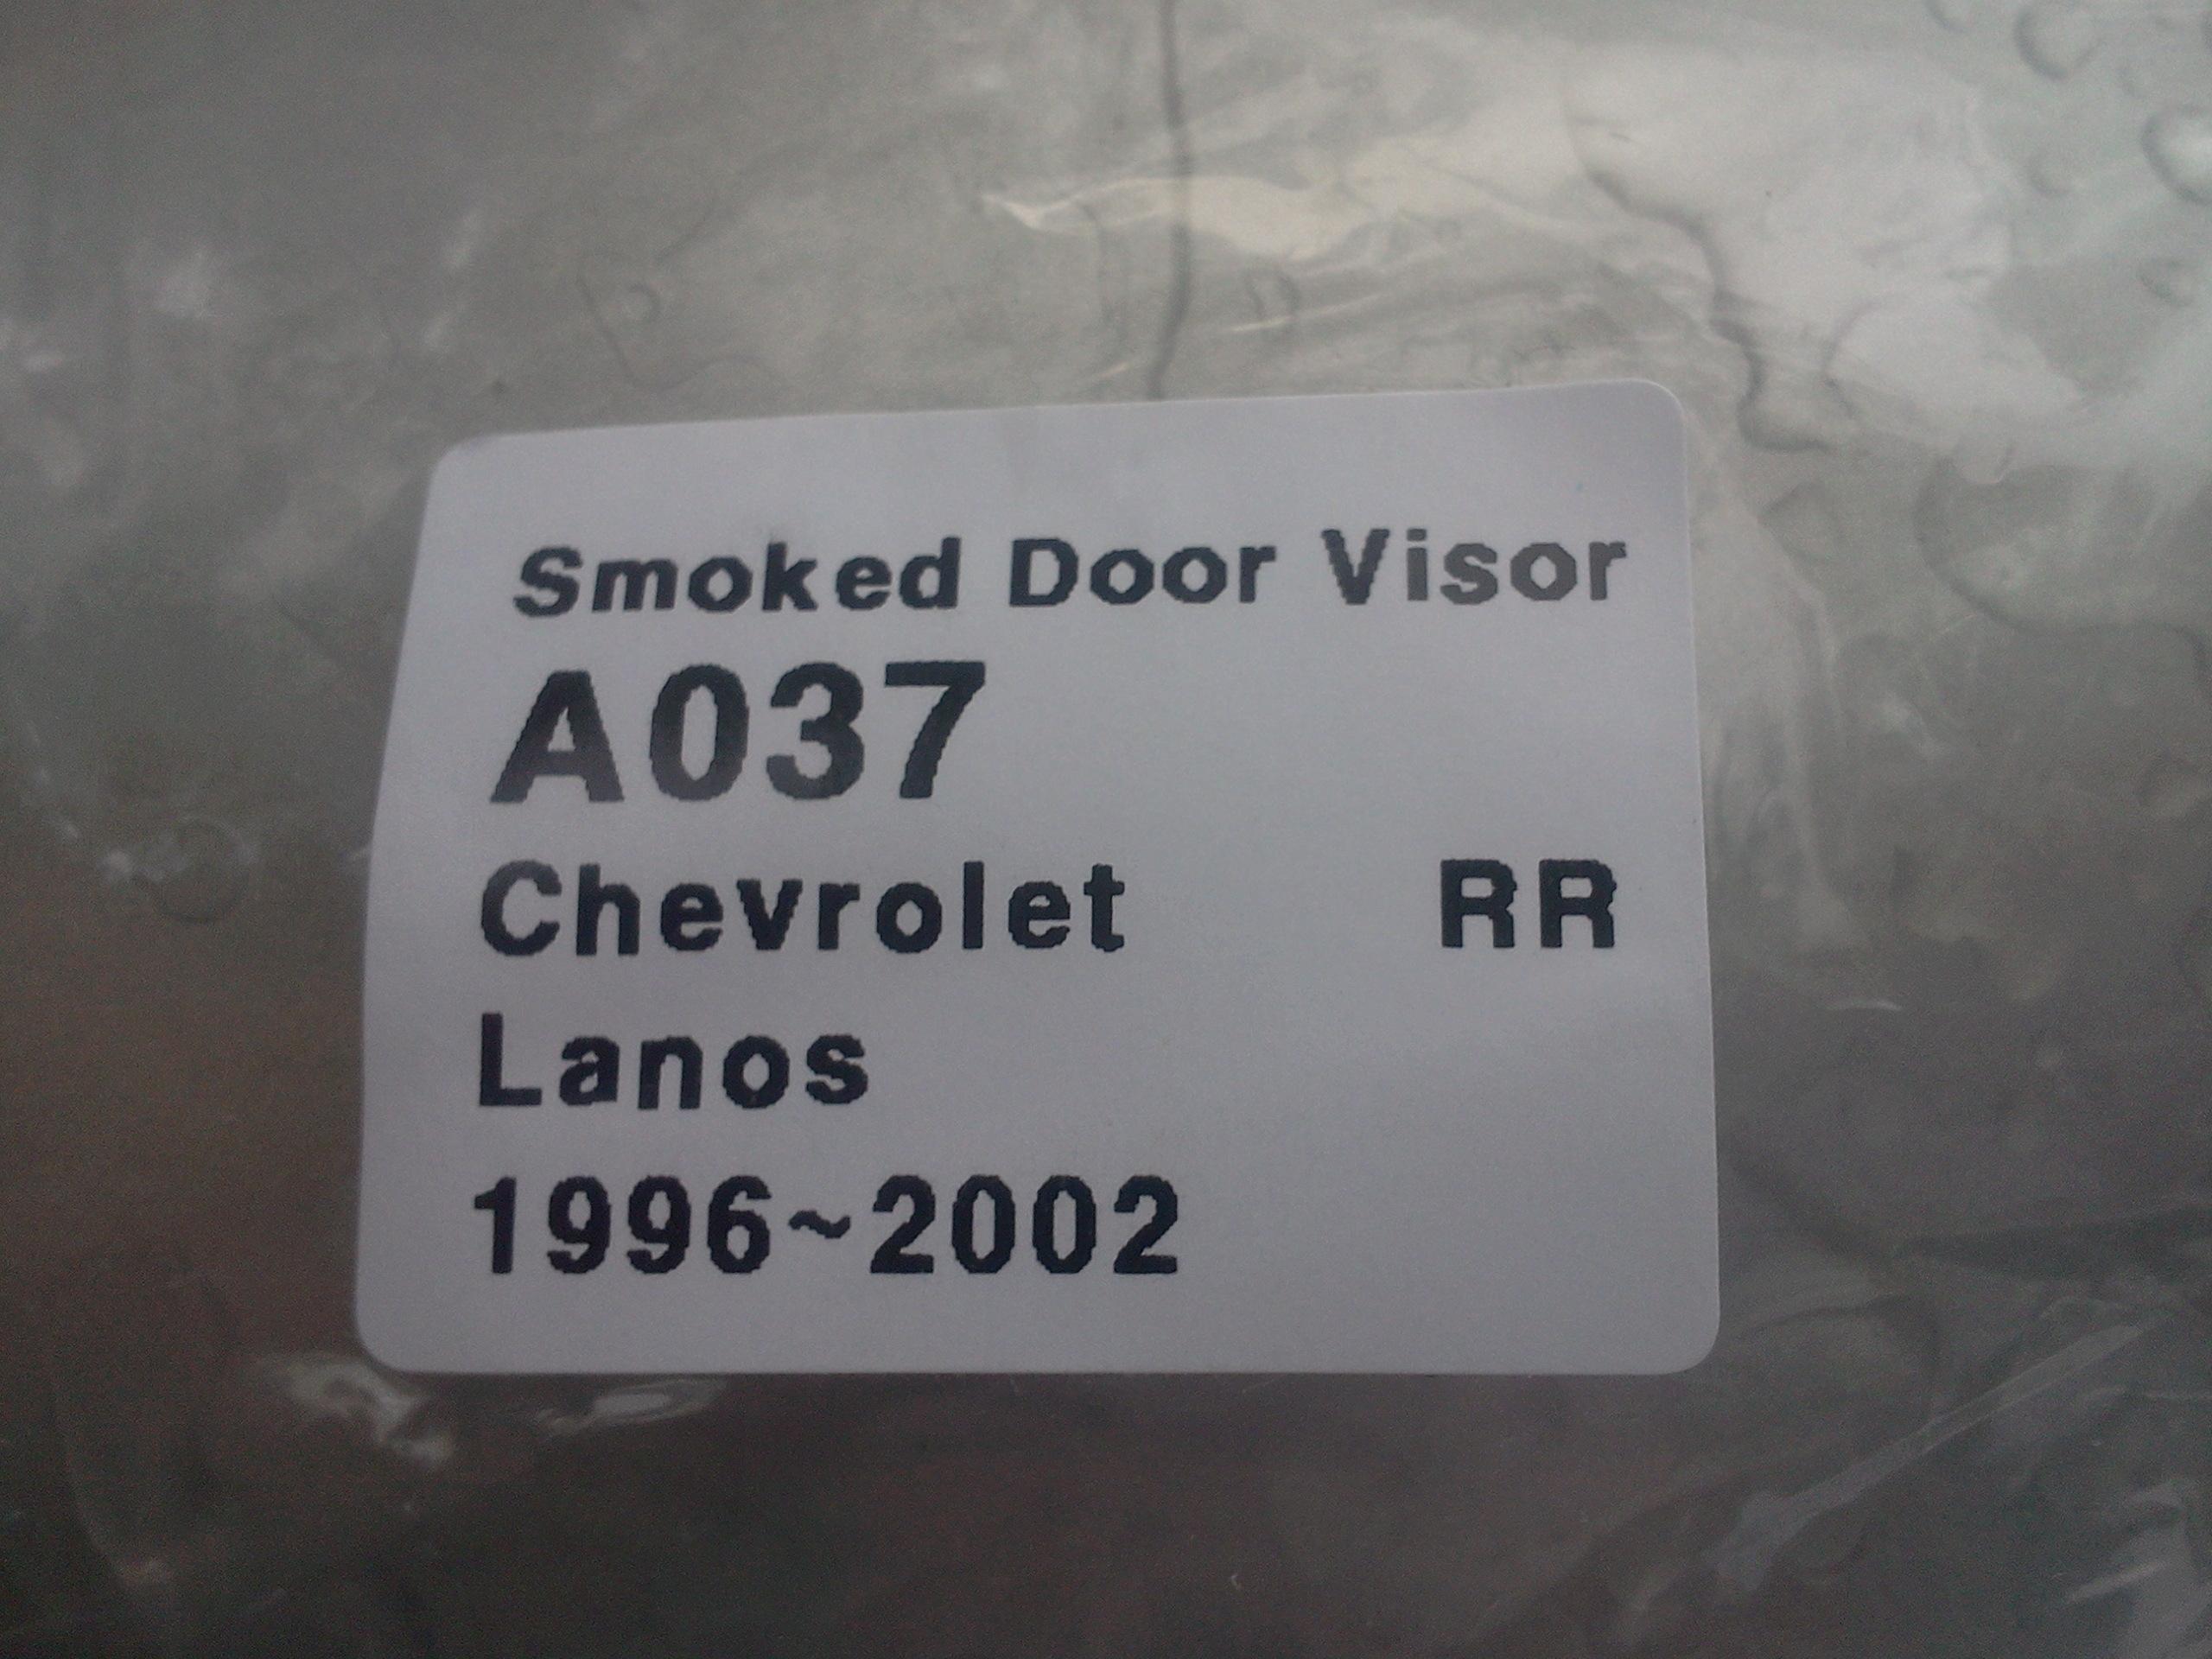 Smoked Door Visor
A037
Chevrolet RR
Lanos
1996~2002